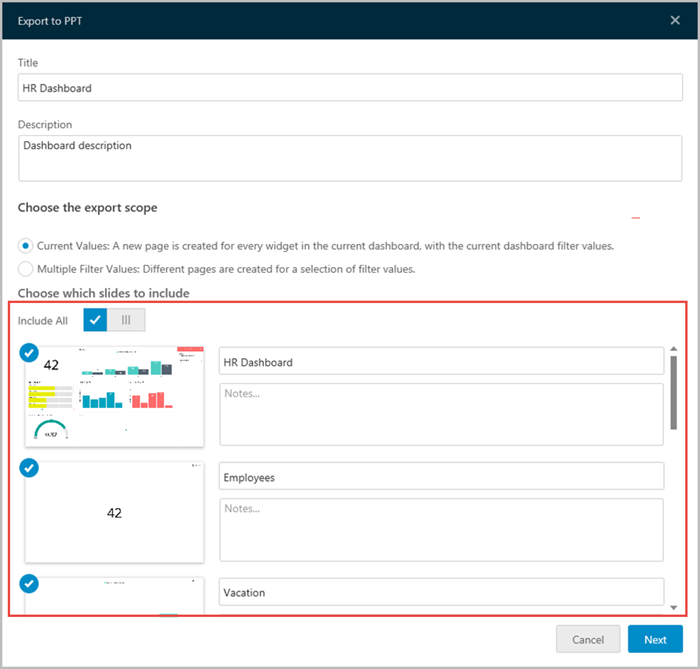 Export to PPT
Title
HR Dashboard
Description
Dashboard description
Choose the export scope
Current Values: A new page is created for every widget in the current dashboard, with the current dashboard filter values.
Multiple Filter Values: Different pages are created for a selection of filter values.
Choose which slides to include
Include All
42
HR Dashboard
Notes...
42
Employees
Notes...
Vacation
Cancel
Next